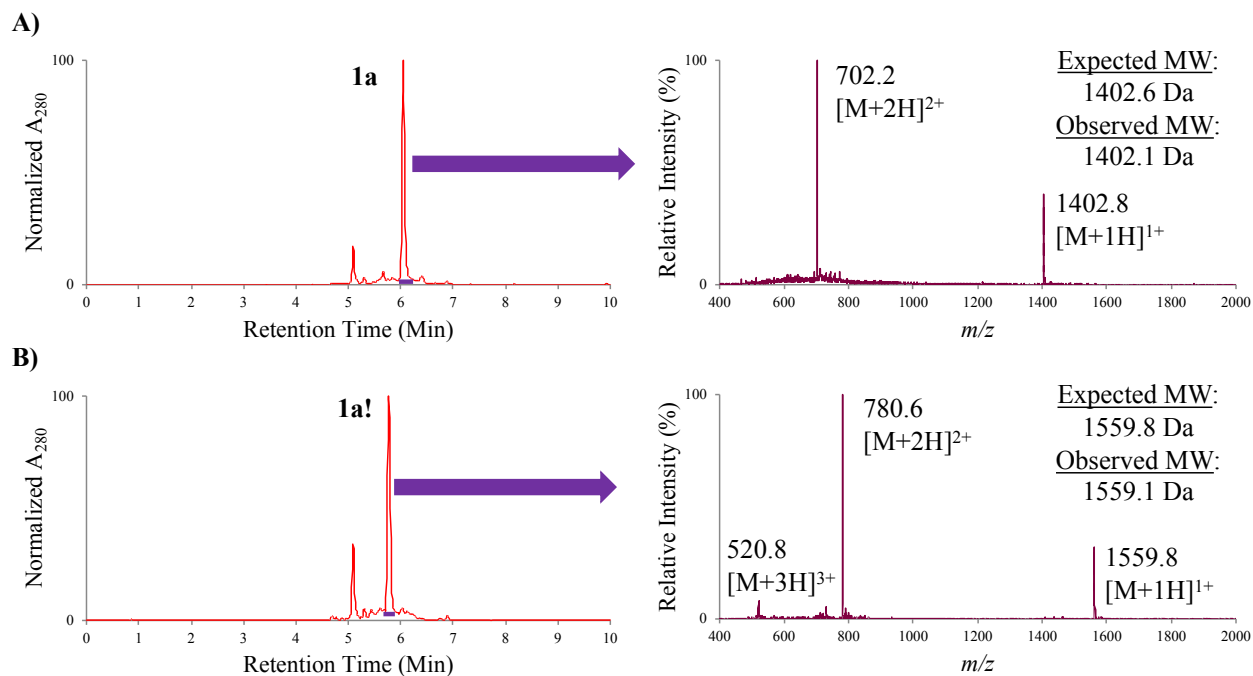 A)
1a
Normalized A280
100
0
0 1 2 3 4 5 6 7 8 9 10
Retention Time (Min)
Relative Intensity (%)
100
0
702.2
[M+2H]2+
1402.8
[M+1H]1+
Expected MW:
1402.6 Da
Observed MW:
1402.1 Da
400 600 800 1000 1200 1400 1600 1800 2000
m/z
B)
1a!
Normalized A280
100
0
0 1 2 3 4 5 6 7 8 9 10
Retention Time (Min)
Relative Intensity (%)
100
0
780.6
[M+2H]2+
520.8
[M+3H]3+
1559.8
[M+1H]1+
Expected MW:
1559.8 Da
Observed MW:
1559.1 Da
400 600 800 1000 1200 1400 1600 1800 2000
m/z